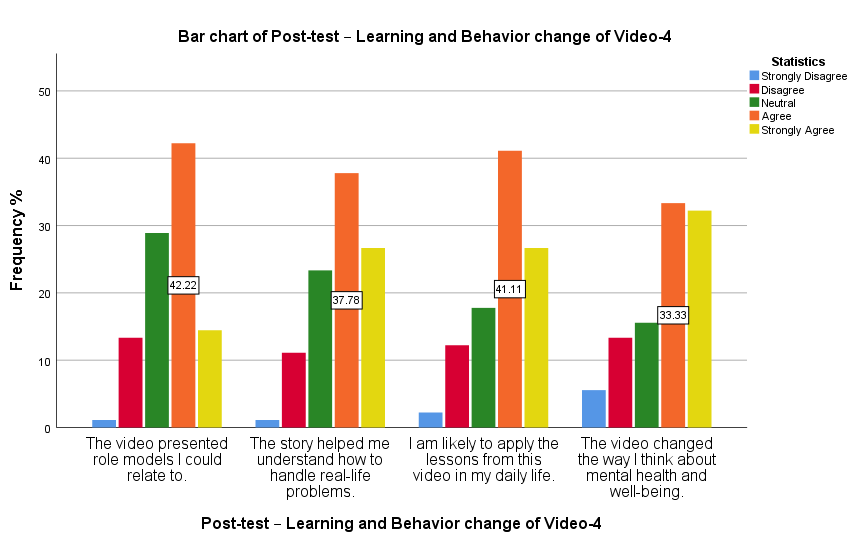 Bar chart of Post-test – Learning and Behavior change of Video-4
Statistics
Strongly Disagree
Disagree
Neutral
Agree
Strongly Agree
Frequency %
50
40
30
20
10
0
42.22
37.78
41.11
33.33
The video presented
role models I could
relate to.
The story helped me
understand how to
handle real-life
problems.
I am likely to apply the
lessons from this
video in my daily life.
The video changed
the way I think about
mental health and
well-being.
Post-test – Learning and Behavior change of Video-4